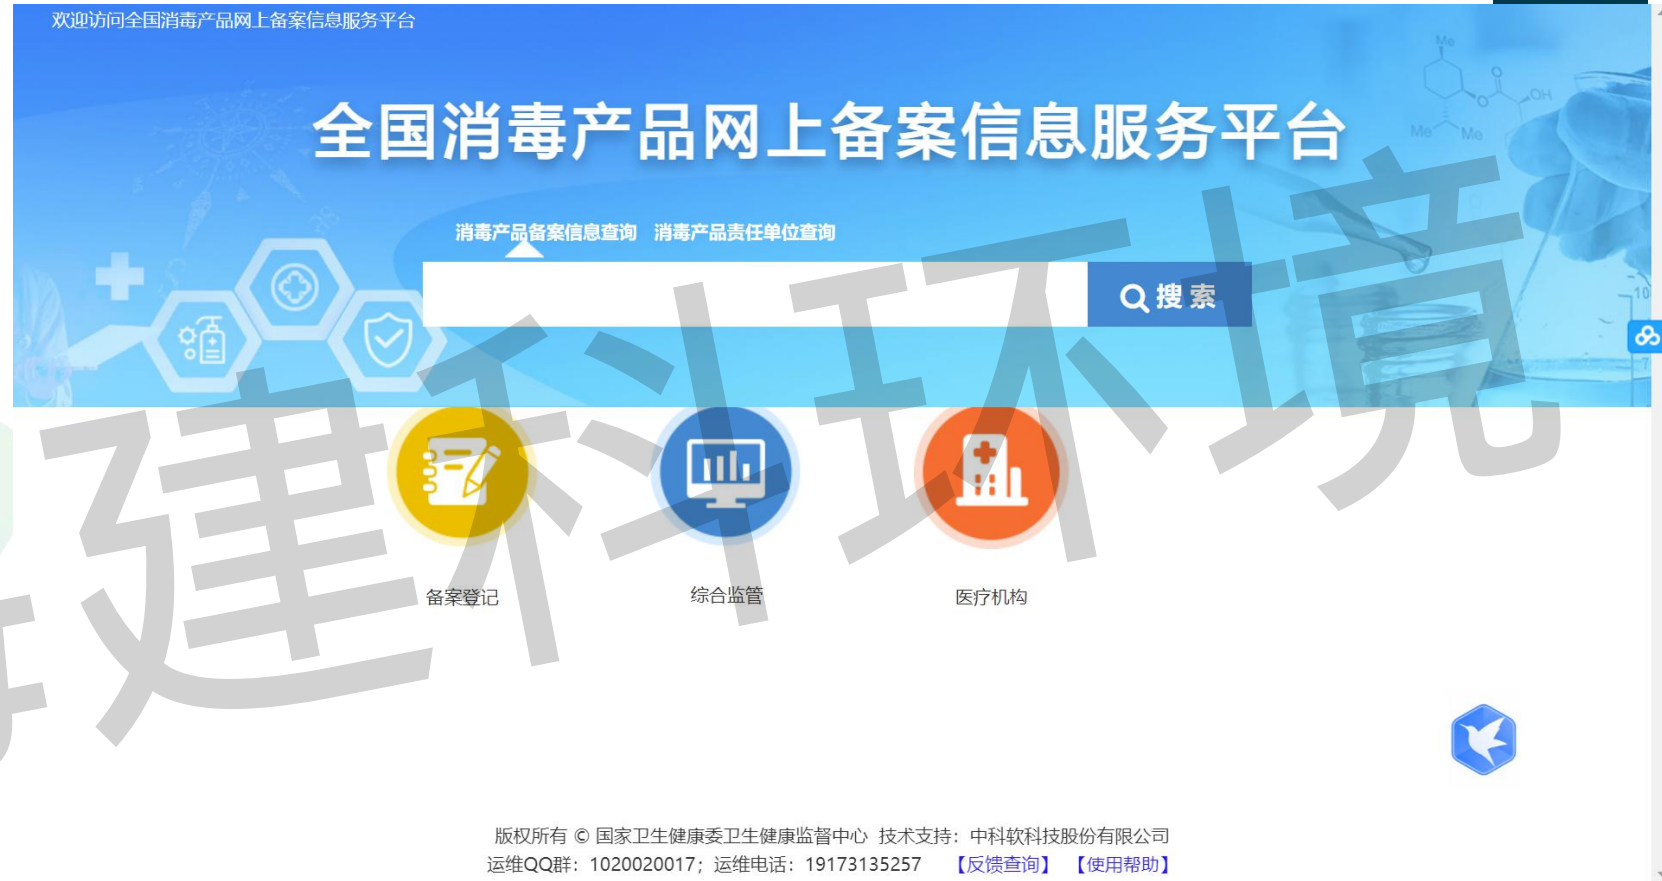 欢迎访问全国消毒产品网上备案信息服务平台
Me
OH
O
O
Me
Me
全国消毒产品网上备案信息服务平台
消毒产品备案信息查询 消毒产品责任单位查询
搜 索
10
7
建科环境
备案登记 综合监管 医疗机构
版权所有 © 国家卫生健康委卫生健康监督中心 技术支持：中科软科技股份有限公司
运维QQ群：1020020017；运维电话：19173135257 【反馈查询】 【使用帮助】